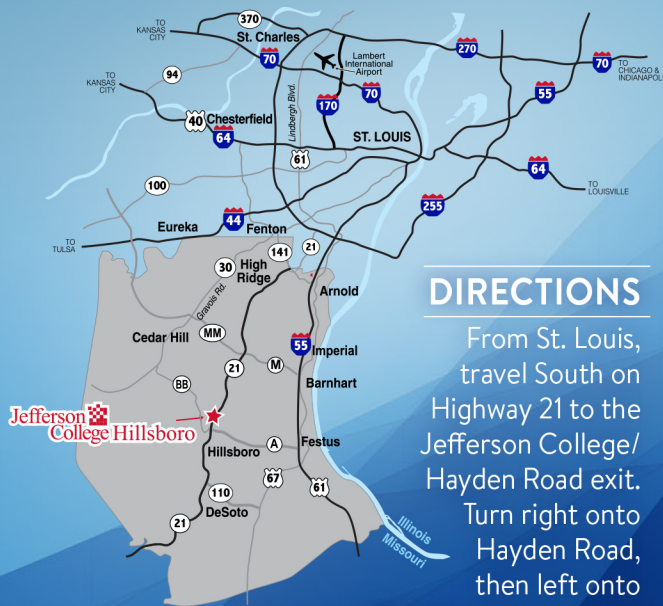 TO
KANSAS
CITY
370
St. Charles
70
Lambert
International
Airport
270
70
TO
CHICAGO &
INDIANAPOL
TO
KANSAS
CITY
94
Lindbergh Blvd.
170
70
55
40
Chesterfield
64
ST. LOUIS
61
64
TO
LOUISVILLE
100
255
44
Eureka
Fenton
TO
TULSA
141
21
30
High
Ridge
Arnold
Gravois Rd.
Cedar Hill
MM
55
Imperial
21
M
Barnhart
BB
Jefferson
College Hillsboro
Hillsboro
A
Festus
67
61
110
DeSoto
21
Illinois
Missouri
DIRECTIONS
From St. Louis,
travel South on
Highway 21 to the
Jefferson College/
Hayden Road exit.
Turn right onto
Hayden Road,
then left onto